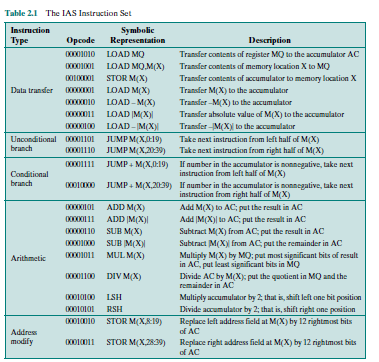 Table 2.1 The IAS Instruction Set
Instruction Type Opcode Symbolic Representation Description
Data transfer
00001010 LOAD MQ Transfer contents of register MQ to the accumulator AC
00001001 LOAD MQ,M(X) Transfer contents of memory location X to MQ
00100001 STOR M(X) Transfer contents of accumulator to memory location X
00000001 LOAD M(X) Transfer M(X) to the accumulator
00000010 LOAD – M(X) Transfer –M(X) to the accumulator
00000011 LOAD |M(X)| Transfer absolute value of M(X) to the accumulator
00000100 LOAD – |M(X)| Transfer –|M(X)| to the accumulator
Unconditional branch
00001101 JUMP M(X,0:19) Take next instruction from left half of M(X)
00001110 JUMP M(X,20:39) Take next instruction from right half of M(X)
Conditional branch
00001111 JUMP + M(X,0:19) If number in the accumulator is nonnegative, take next
instruction from left half of M(X)
00010000 JUMP + M(X,20:39) If number in the accumulator is nonnegative, take next
instruction from right half of M(X)
Arithmetic
00000101 ADD M(X) Add M(X) to AC; put the result in AC
00000111 ADD |M(X)| Add |M(X)| to AC; put the result in AC
00000110 SUB M(X) Subtract M(X) from AC; put the result in AC
00001000 SUB |M(X)| Subtract |M(X)| from AC; put the remainder in AC
00001011 MUL M(X) Multiply M(X) by MQ; put most significant bits of result
in AC, put least significant bits in MQ
00001100 DIV M(X) Divide AC by M(X); put the quotient in MQ and the
remainder in AC
00010100 LSH Multiply accumulator by 2; that is, shift left one bit position
00010101 RSH Divide accumulator by 2; that is, shift right one position
Address modify
00010010 STOR M(X,8:19) Replace left address field at M(X) by 12 rightmost bits
of AC
00010011 STOR M(X,28:39) Replace right address field at M(X) by 12 rightmost bits
of AC